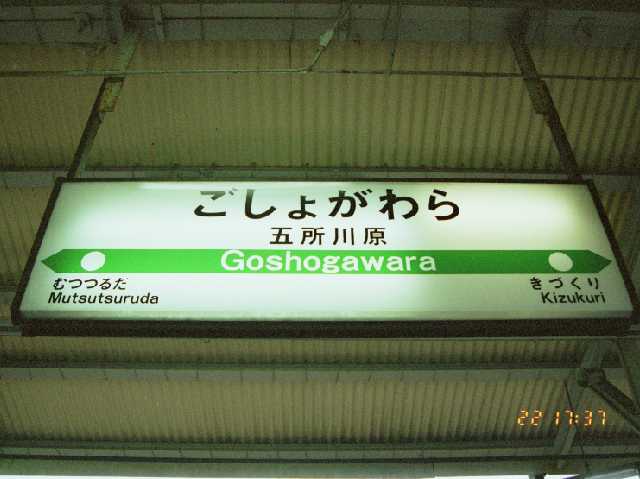 ごしょがわら
五所川原
Goshogawara
むつつるだ
Mutsutsuruda
きづくり
Kizukuri
22 17:37